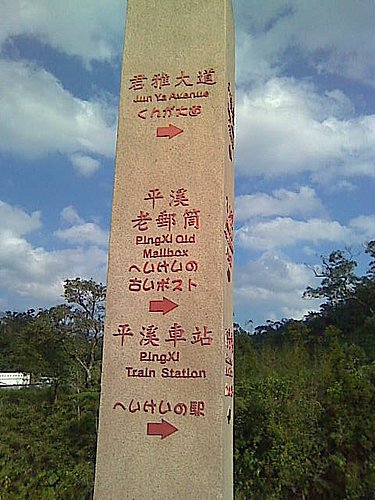 君雅大道
Jun Ya Avenue
平溪
老郵筒
PingXi Old
Mailbox
へいけいの
古いポスト
平溪車站
PingXi
Train Station
へいけいの駅